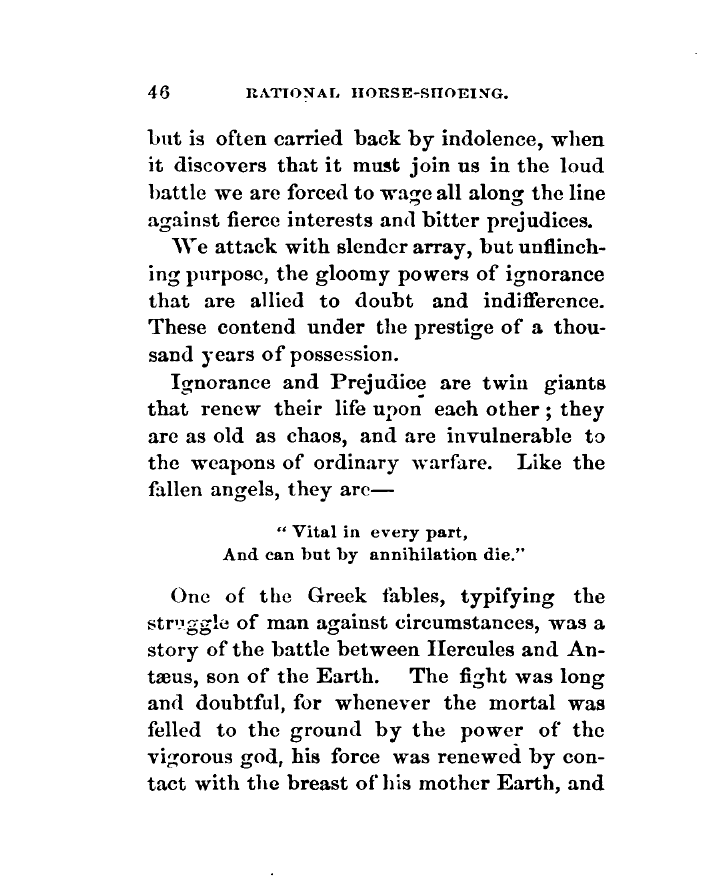 46 RATIONAL HORSE-SHOEING.
but is often carried back by indolence, when
it discovers that it must join us in the loud
battle we are forced to wage all along the line
against fierce interests and bitter prejudices.
We attack with slender array, but unflinch-
ing purpose, the gloomy powers of ignorance
that are allied to doubt and indifference.
These contend under the prestige of a thou-
sand years of possession.
Ignorance and Prejudice are twin giants
that renew their life upon each other; they
are as old as chaos, and are invulnerable to
the weapons of ordinary warfare. Like the
fallen angels, they are—
“Vital in every part,
And can but by annihilation die.”
One of the Greek fables, typifying the
struggle of man against circumstances, was a
story of the battle between Hercules and An-
tæus, son of the Earth. The fight was long
and doubtful, for whenever the mortal was
felled to the ground by the power of the
vigorous god, his force was renewed by con-
tact with the breast of his mother Earth, and